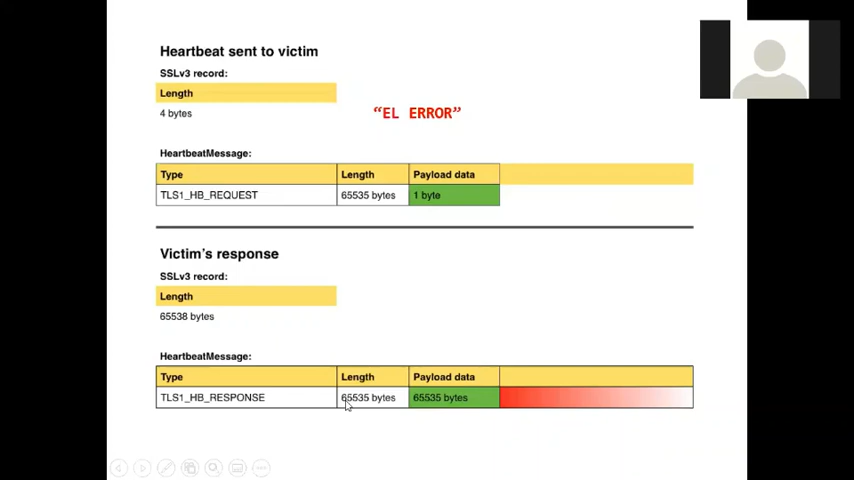 Heartbeat sent to victim
SSLv3 record:
Length
4 bytes
“EL ERROR”
HeartbeatMessage:
Type Length Payload data
TLS1_HB_REQUEST 65535 bytes 1 byte
Victim's response
SSLv3 record:
Length
65538 bytes
HeartbeatMessage:
Type Length Payload data
TLS1_HB_RESPONSE 65535 bytes 65535 bytes